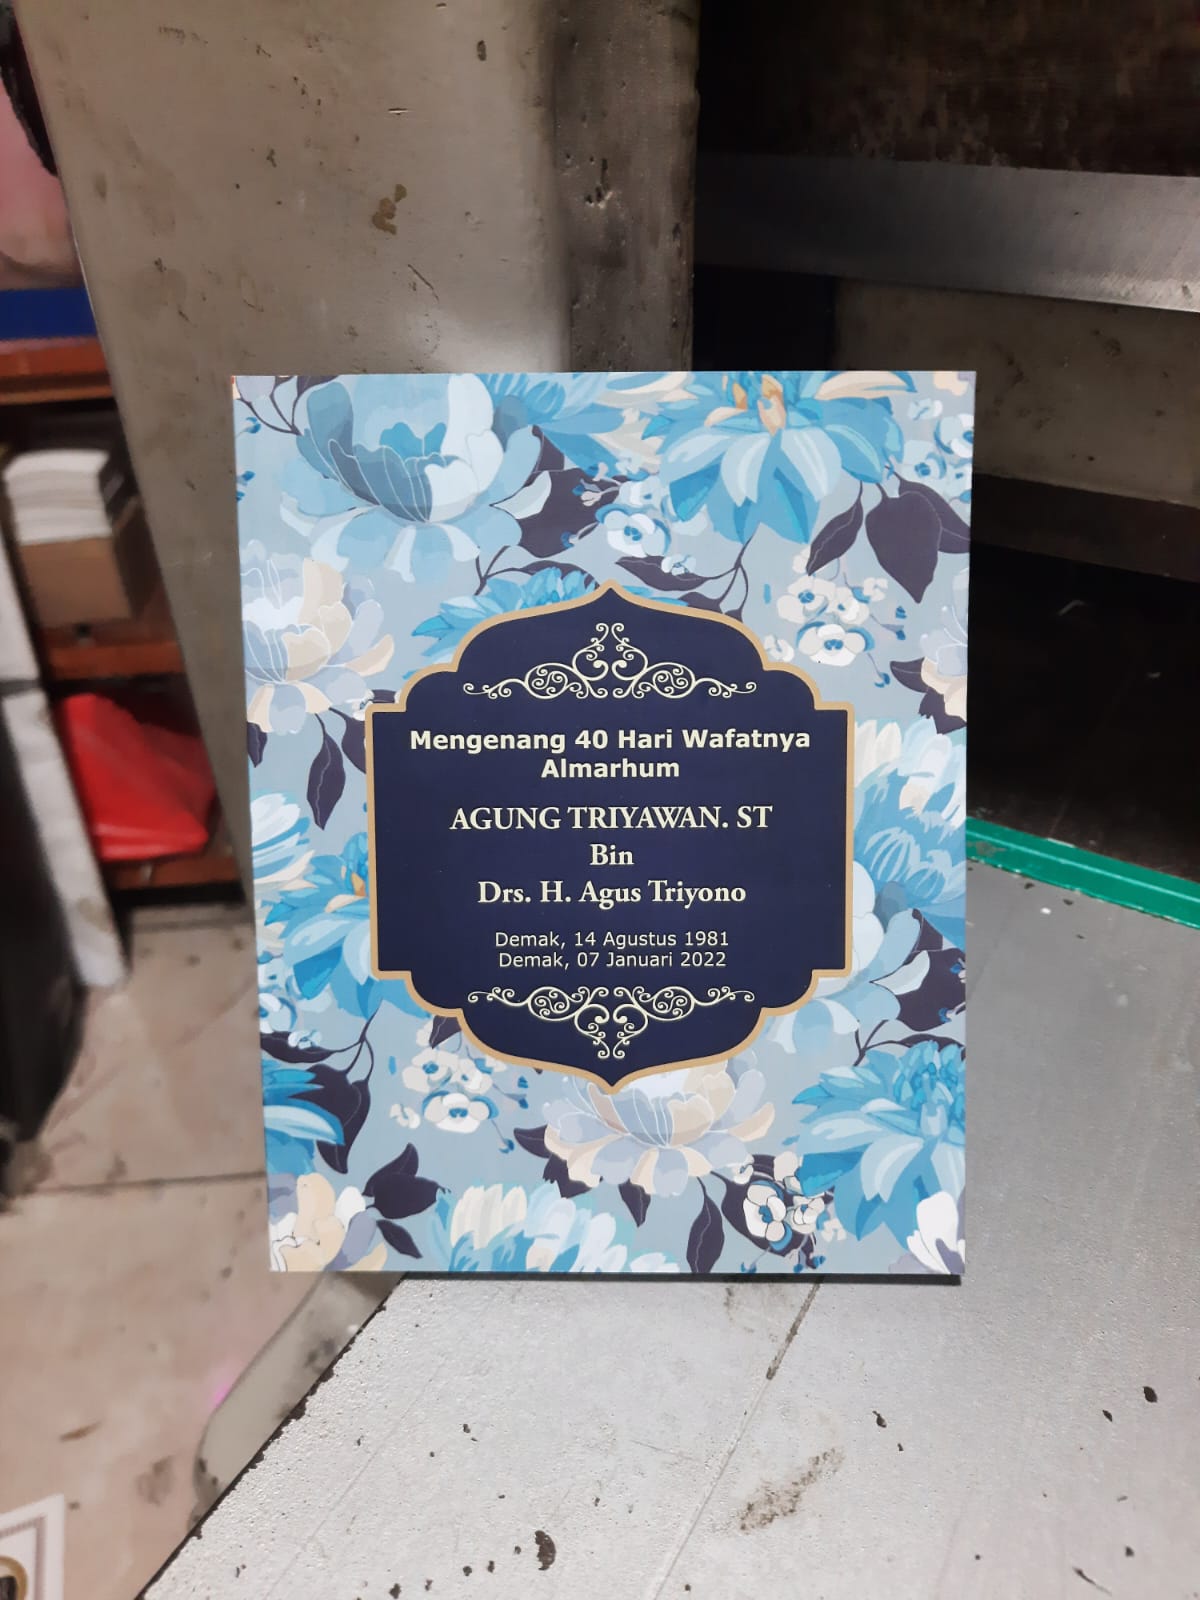 Mengenang 40 Hari Wafatnya
Almarhum
AGUNG TRIYAWAN. ST
Bin
Drs. H. Agus Triyono
Demak, 14 Agustus 1981
Demak, 07 Januari 2022